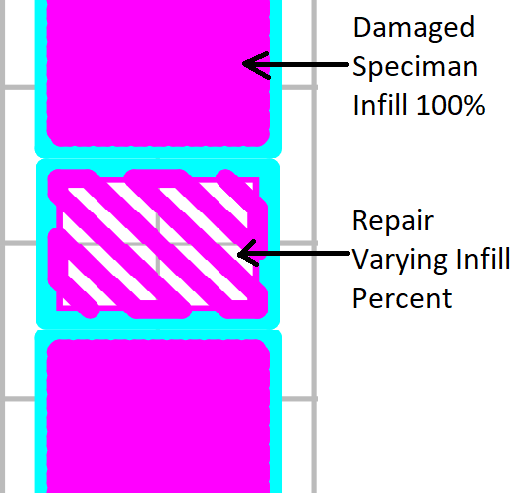 Damaged
Speciman
Infill 100%
Repair
Varying Infill
Percent